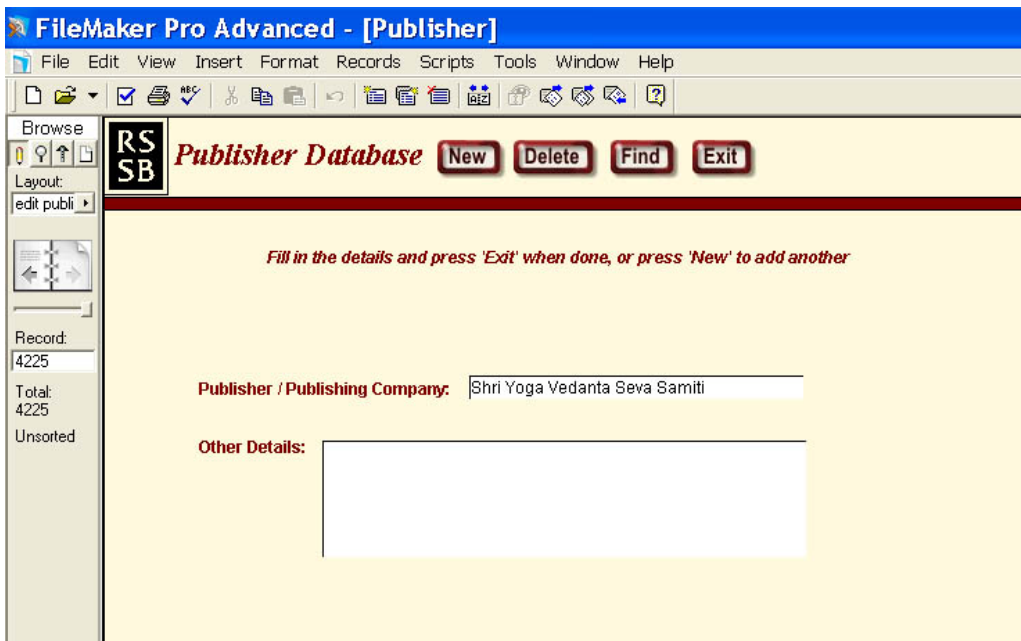 FileMaker Pro Advanced - [Publisher]
File Edit View Insert Format Records Scripts Tools Window Help
Browse
Layout:
edit publi
Record:
4225
Total:
4225
Unsorted
RS
SB
Publisher Database New Delete Find Exit
Fill in the details and press 'Exit' when done, or press 'New' to add another
Publisher / Publishing Company: Shri Yoga Vedanta Seva Samiti
Other Details: